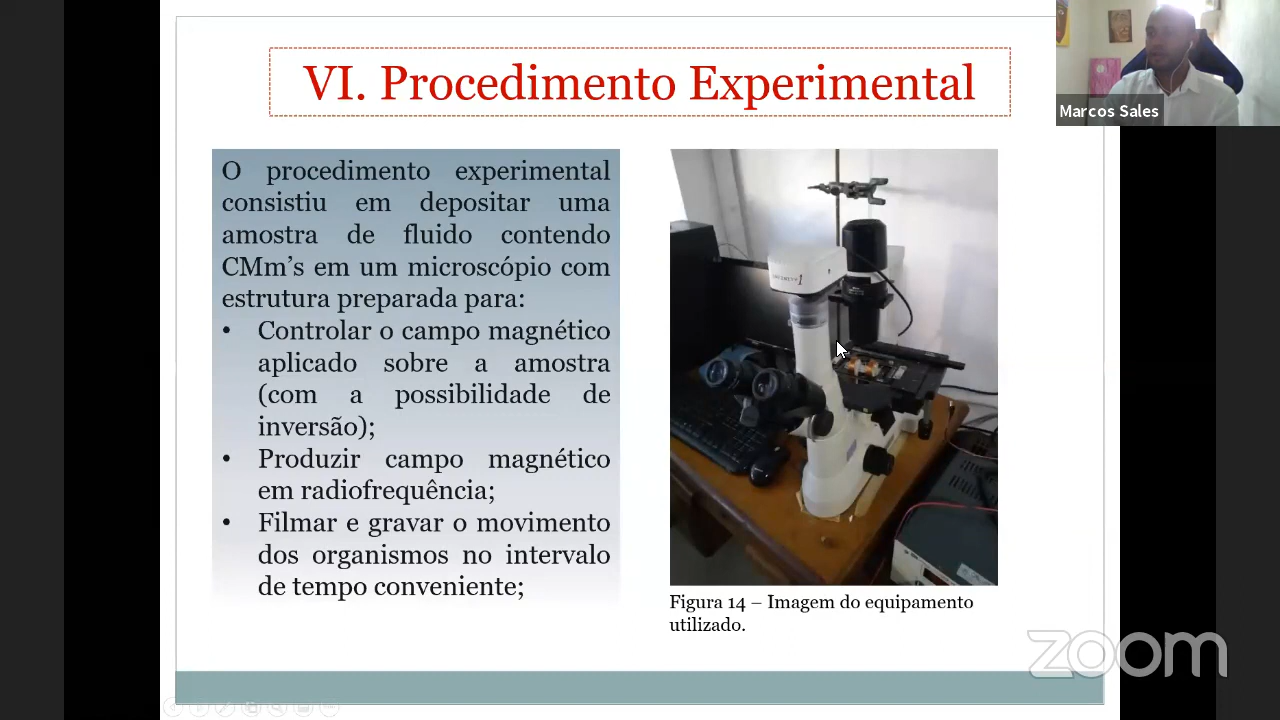 VI. Procedimento Experimental
Marcos Sales
O procedimento experimental
consistiu em depositar uma
amostra de fluido contendo
CMm's em um microscópio com
estrutura preparada para:
• Controlar o campo magnético
aplicado sobre a amostra
(com a possibilidade de
inversão);
• Produzir campo magnético
em radiofrequência;
• Filmar e gravar o movimento
dos organismos no intervalo
de tempo conveniente;
Figura 14 – Imagem do equipamento
utilizado.
zoom